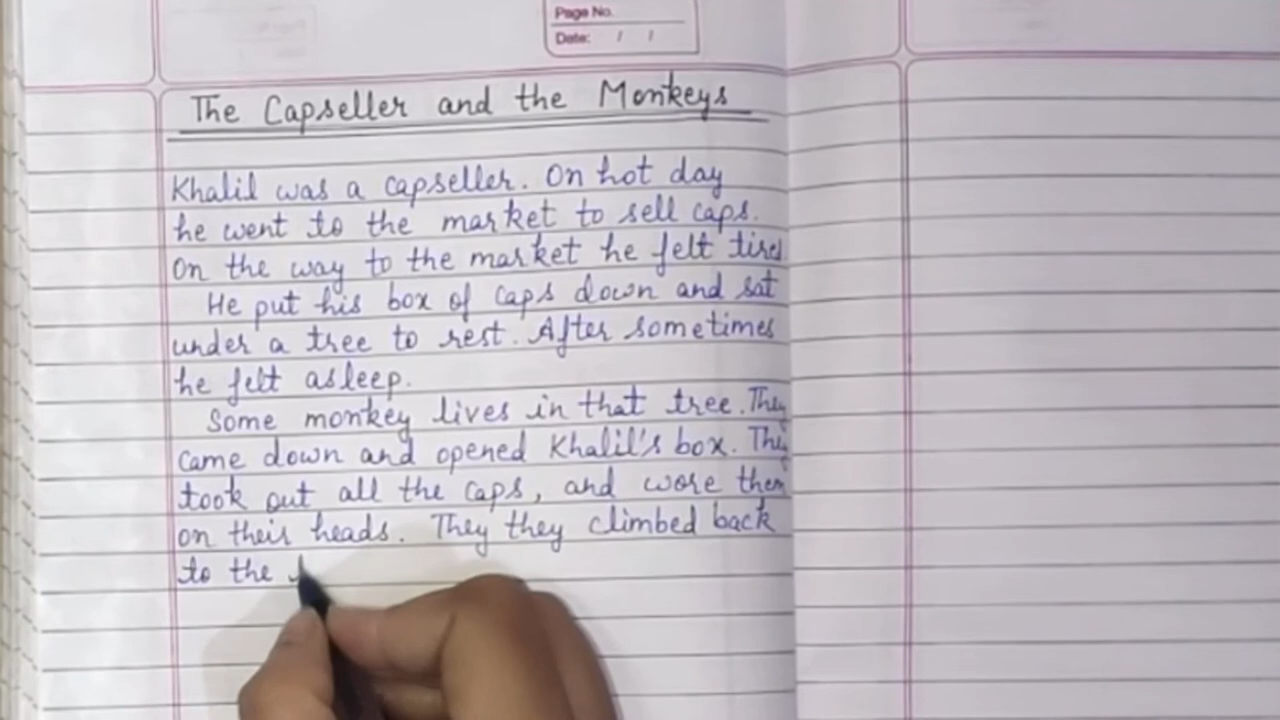 Page No.
Date: / /
The Capseller and the Monkeys
Khalil was a capseller. On hot day
he went to the market to sell caps.
On the way to the market he felt tired
He put his box of caps down and sat
under a tree to rest. After sometimes
he felt asleep.
Some monkey lives in that tree. They
came down and opened Khalil's box. They
took out all the caps, and wore them
on their heads. They they climbed back
to the